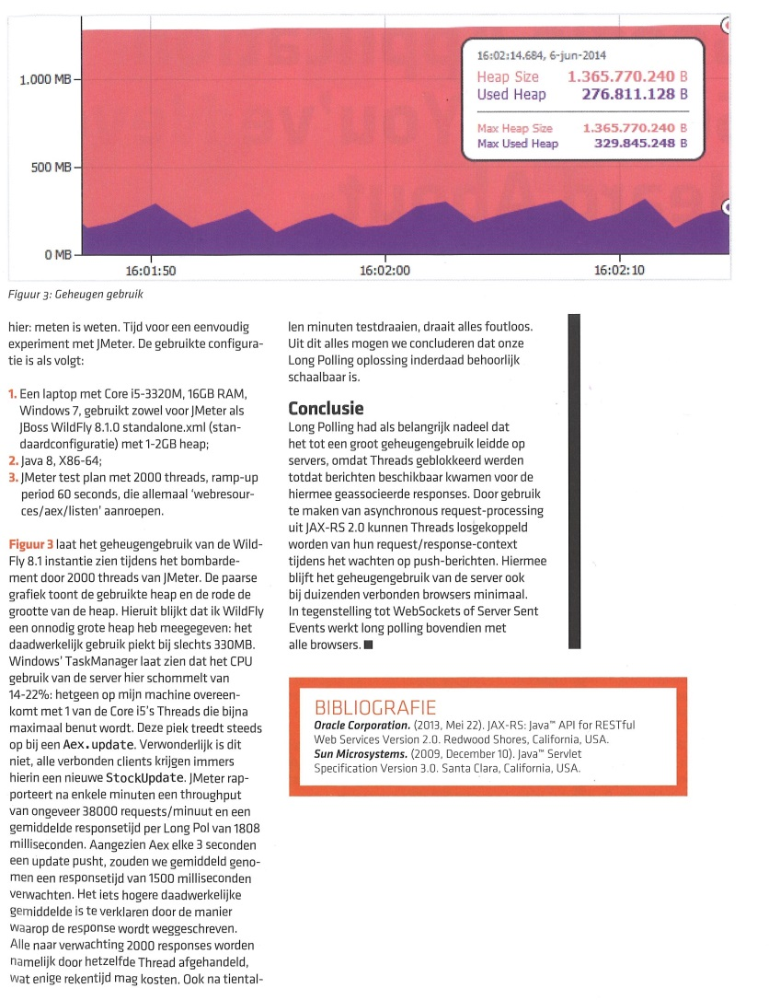 1.000 MB
500 MB
0 MB
16:02:14.684, 6-jun-2014
Heap Size 1.365.770.240 B
Used Heap 276.811.128 B
Max Heap Size 1.365.770.240 B
Max Used Heap 329.845.248 B
16:01:50 16:02:00 16:02:10
Figuur 3: Geheugen gebruik
hier: meten is weten. Tijd voor een eenvoudig
experiment met JMeter. De gebruikte configura-
tie is als volgt:
1. Een laptop met Core i5-3320M, 16GB RAM,
Windows 7, gebruikt zowel voor JMeter als
JBoss WildFly 8.1.0 standalone.xml (stan-
daardconfiguratie) met 1-2GB heap;
2. Java 8, X86-64;
3. JMeter test plan met 2000 threads, ramp-up
period 60 seconds, die allemaal ‘webresour-
ces/aex/listen’ aanroepen.
Figuur 3 laat het geheugengebruik van de Wild-
Fly 8.1 instantie zien tijdens het bombarde-
ment door 2000 threads van JMeter. De paarse
grafiek toont de gebruikte heap en de rode de
grootte van de heap. Hieruit blijkt dat ik WildFly
een onnodig grote heap heb meegegeven: het
daadwerkelijk gebruik piekt bij slechts 330MB.
Windows’ TaskManager laat zien dat het CPU
gebruik van de server hier schommelt van
14-22%: hetgeen op mijn machine overeen-
komt met 1 van de Core i5’s Threads die bijna
maximaal benut wordt. Deze piek treedt steeds
op bij een Aex.update. Verwonderlijk is dit
niet, alle verbonden clients krijgen immers
hierin een nieuwe StockUpdate. JMeter rap-
porteert na enkele minuten een throughput
van ongeveer 38000 requests/minuut en een
gemiddelde responsetijd per Long Pol van 1808
milliseconden. Aangezien Aex elke 3 seconden
een update pusht, zouden we gemiddeld geno-
men een responsetijd van 1500 milliseconden
verwachten. Het iets hogere daadwerkelijke
gemiddelde is te verklaren door de manier
waarop de response wordt weggeschreven.
Alle naar verwachting 2000 responses worden
namelijk door hetzelfde Thread afgehandeld,
wat enige rekentijd mag kosten. Ook na tiental-
len minuten testdraaien, draait alles foutloos.
Uit dit alles mogen we concluderen dat onze
Long Polling oplossing inderdaad behoorlijk
schaalbaar is.
Conclusie
Long Polling had als belangrijk nadeel dat
het tot een groot geheugengebruik leidde op
servers, omdat Threads geblokkeerd werden
totdat berichten beschikbaar kwamen voor de
hiermee geassocieerde responses. Door gebruik
te maken van asynchronous request-processing
uit JAX-RS 2.0 kunnen Threads losgekoppeld
worden van hun request/response-context
tijdens het wachten op push-berichten. Hiermee
blijft het geheugengebruik van de server ook
bij duizenden verbonden browsers minimaal.
In tegenstelling tot WebSockets of Server Sent
Events werkt long polling bovendien met
alle browsers. ■
BIBLIOGRAFIE
Oracle Corporation. (2013, Mei 22). JAX-RS: Java™ API for RESTful
Web Services Version 2.0. Redwood Shores, California, USA.
Sun Microsystems. (2009, December 10). Java™ Servlet
Specification Version 3.0. Santa Clara, California, USA.